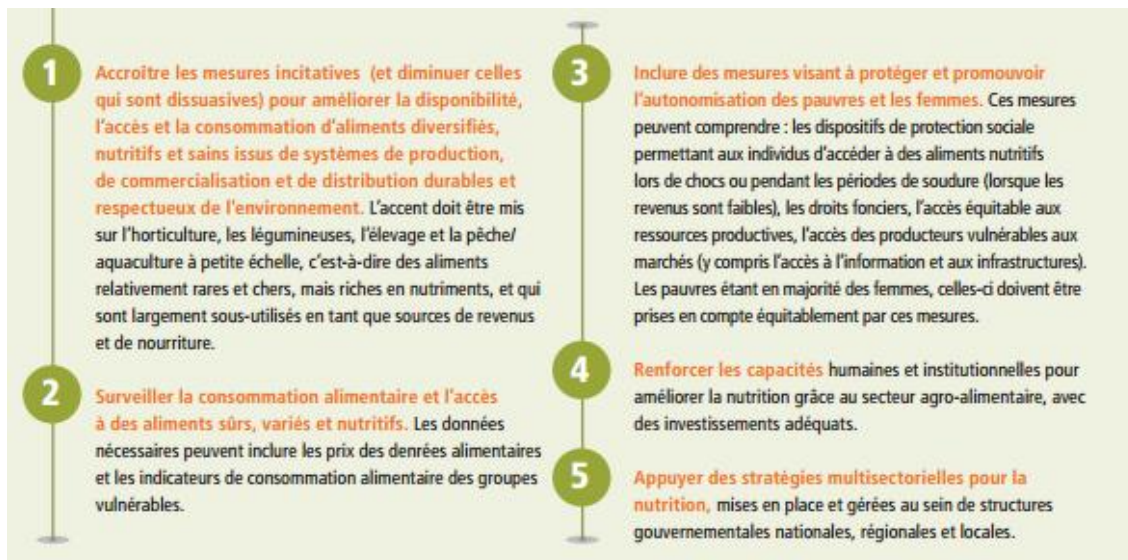 1
Accroître les mesures incitatives (et diminuer celles
qui sont dissuasives) pour améliorer la disponibilité,
l'accès et la consommation d'aliments diversifiés,
nutritifs et sains issus de systèmes de production,
de commercialisation et de distribution durables et
respectueux de l'environnement. L'accent doit être mis
sur l'horticulture, les légumineuses, l'élevage et la pêche/
aquaculture à petite échelle, c'est-à-dire des aliments
relativement rares et chers, mais riches en nutriments, et qui
sont largement sous-utilisés en tant que sources de revenus
et de nourriture.
2
Surveiller la consommation alimentaire et l'accès
à des aliments sûrs, variés et nutritifs. Les données
nécessaires peuvent inclure les prix des denrées alimentaires
et les indicateurs de consommation alimentaire des groupes
vulnérables.
3
Inclure des mesures visant à protéger et promouvoir
l'autonomisation des pauvres et les femmes. Ces mesures
peuvent comprendre : les dispositifs de protection sociale
permettant aux individus d'accéder à des aliments nutritifs
lors de chocs ou pendant les périodes de soudure (lorsque les
revenus sont faibles), les droits fonciers, l'accès équitable aux
ressources productives, l'accès des producteurs vulnérables aux
marchés (y compris l'accès à l'information et aux infrastructures).
Les pauvres étant en majorité des femmes, celles-ci doivent être
prises en compte équitablement par ces mesures.
4
Renforcer les capacités humaines et institutionnelles pour
améliorer la nutrition grâce au secteur agro-alimentaire, avec
des investissements adéquats.
5
Appuyer des stratégies multisectorielles pour la
nutrition, mises en place et gérées au sein de structures
gouvernementales nationales, régionales et locales.